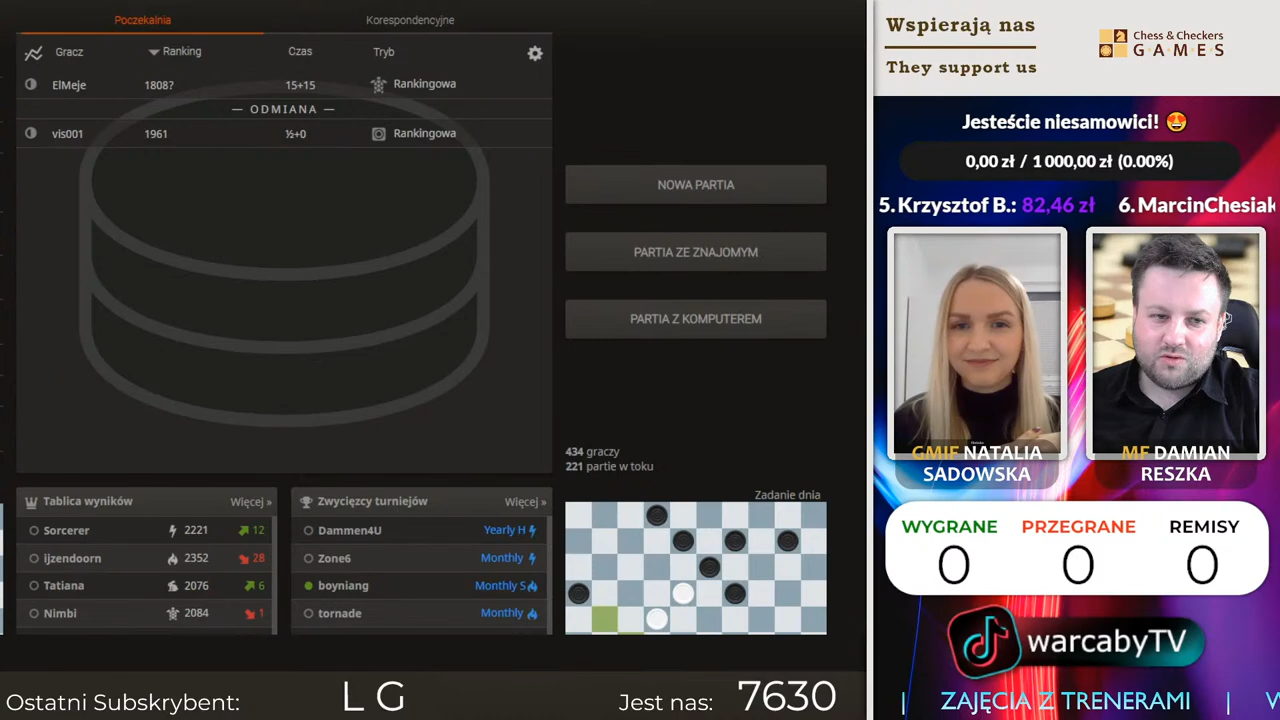 Poczekalnia
Korespondencyjne
Gracz Ranking Czas Tryb
ElMeje 1808? 15+15 Rankingowa
— ODMIANA —
vis001 1961 ½+0 Rankingowa
NOWA PARTIA
PARTIA ZE ZNAJOMYM
PARTIA Z KOMPUTEREM
434 graczy
221 partie w toku
Tablica wyników Więcej »
Sorcerer 2221 12
ijzendoorn 2352 28
Tatiana 2076 6
Nimbi 2084 1
Zwycięzcy turniejów Więcej »
Dammen4U Yearly H
Zone6 Monthly
boyniang Monthly S
tornade Monthly
Zadanie dnia
Ostatni Subskrybent: L G
Jest nas: 7630
Wspierają nas
They support us
Chess & Checkers
GAMES
Jesteście niesamowici! 😍
0,00 zł / 1 000,00 zł (0.00%)
5. Krzysztof B.: 82,46 zł 6. MarcinChesiak
GMIF NATALIA
SADOWSKA
MF DAMIAN
RESZKA
WYGRANE PRZEGRANE REMISY
0 0 0
warcabyTV
| ZAJĘCIA Z TRENERAMI | W